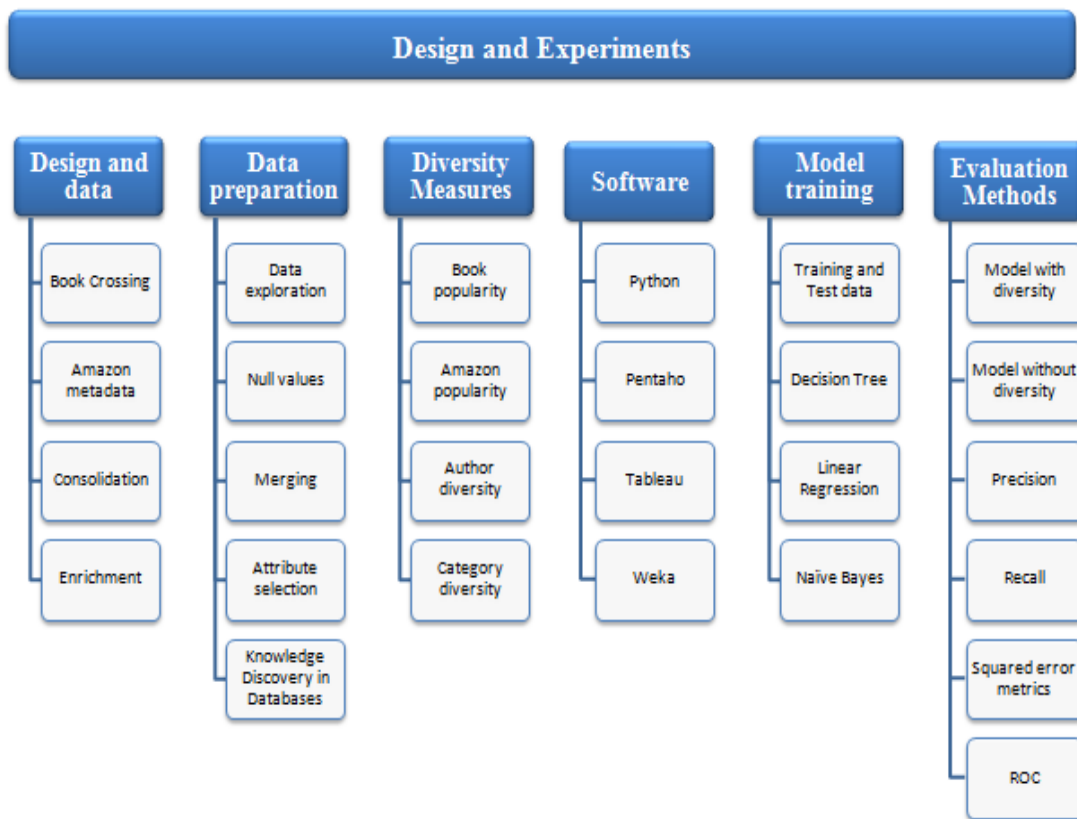 Design and Experiments
Design and
data
Book Crossing
Amazon
metadata
Consolidation
Enrichment
Data
preparation
Data
exploration
Null values
Merging
Attribute
selection
Knowledge
Discovery in
Databases
Diversity
Measures
Book
popularity
Amazon
popularity
Author
diversity
Category
diversity
Software
Python
Pentaho
Tableau
Weka
Model
training
Training and
Test data
Decision Tree
Linear
Regression
Naïve Bayes
Evaluation
Methods
Model with
diversity
Model without
diversity
Precision
Recall
Squared error
metrics
ROC